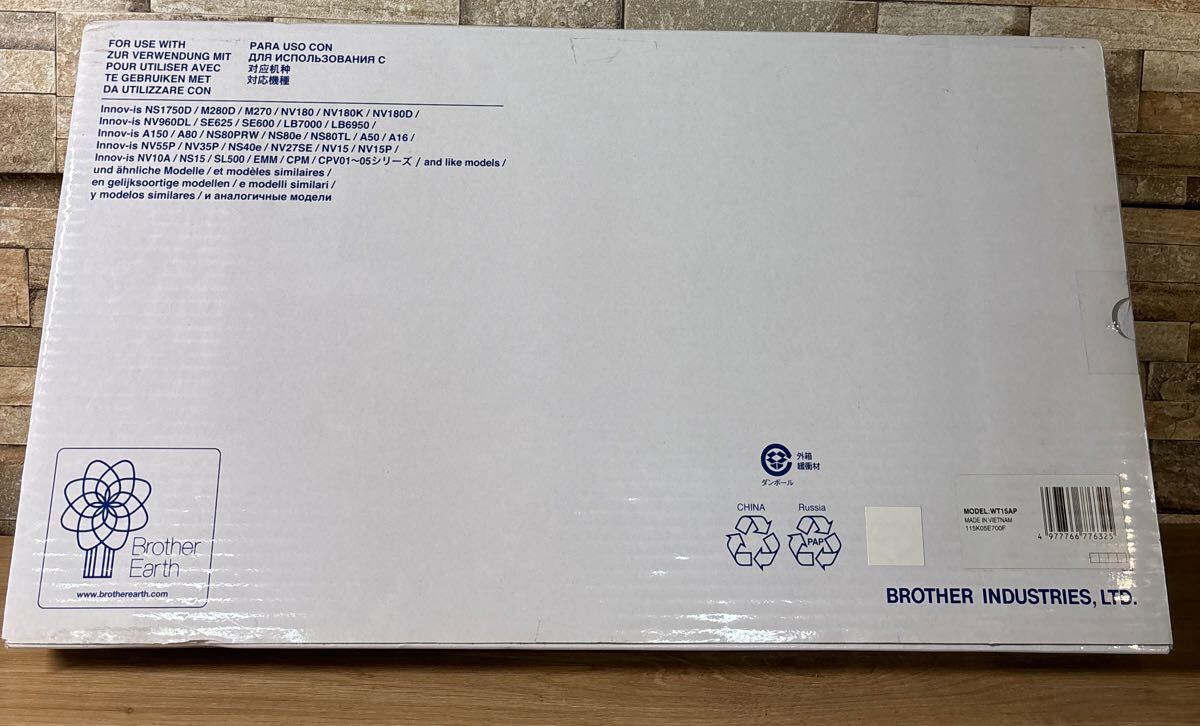 FOR USE WITH
ZUR VERWENDUNG MIT
POUR UTILISER AVEC
TE GEBRUIKEN MET
DA UTILIZZARE CON
PARA USO CON
ДЛЯ ИСПОЛЬЗОВАНИЯ С
对应机种
対応機種
Innov-is NS1750D / M280D / M270 / NV180 / NV180K / NV180D /
Innov-is NV960DL / SE625 / SE600 / LB7000 / LB6950 /
Innov-is A150 / A80 / NS80PRW / NS80e / NS80TL / A50 / A16 /
Innov-is NV55P / NV35P / NS40e / NV27SE / NV15 / NV15P /
Innov-is NV10A / NS15 / SL500 / EMM / CPM / CPV01〜05シリーズ / and like models /
und ähnliche Modelle / et modèles similaires /
en gelijksoortige modellen / e modelli similari /
y modelos similares / и аналогичные модели
外箱
緩衝材
ダンボール
CHINA
Russia
PAP
MODEL:WT15AP
MADE IN VIETNAM
115K05E700F
4 977766 776325
Brother
Earth
www.brotherearth.com
BROTHER INDUSTRIES, LTD.